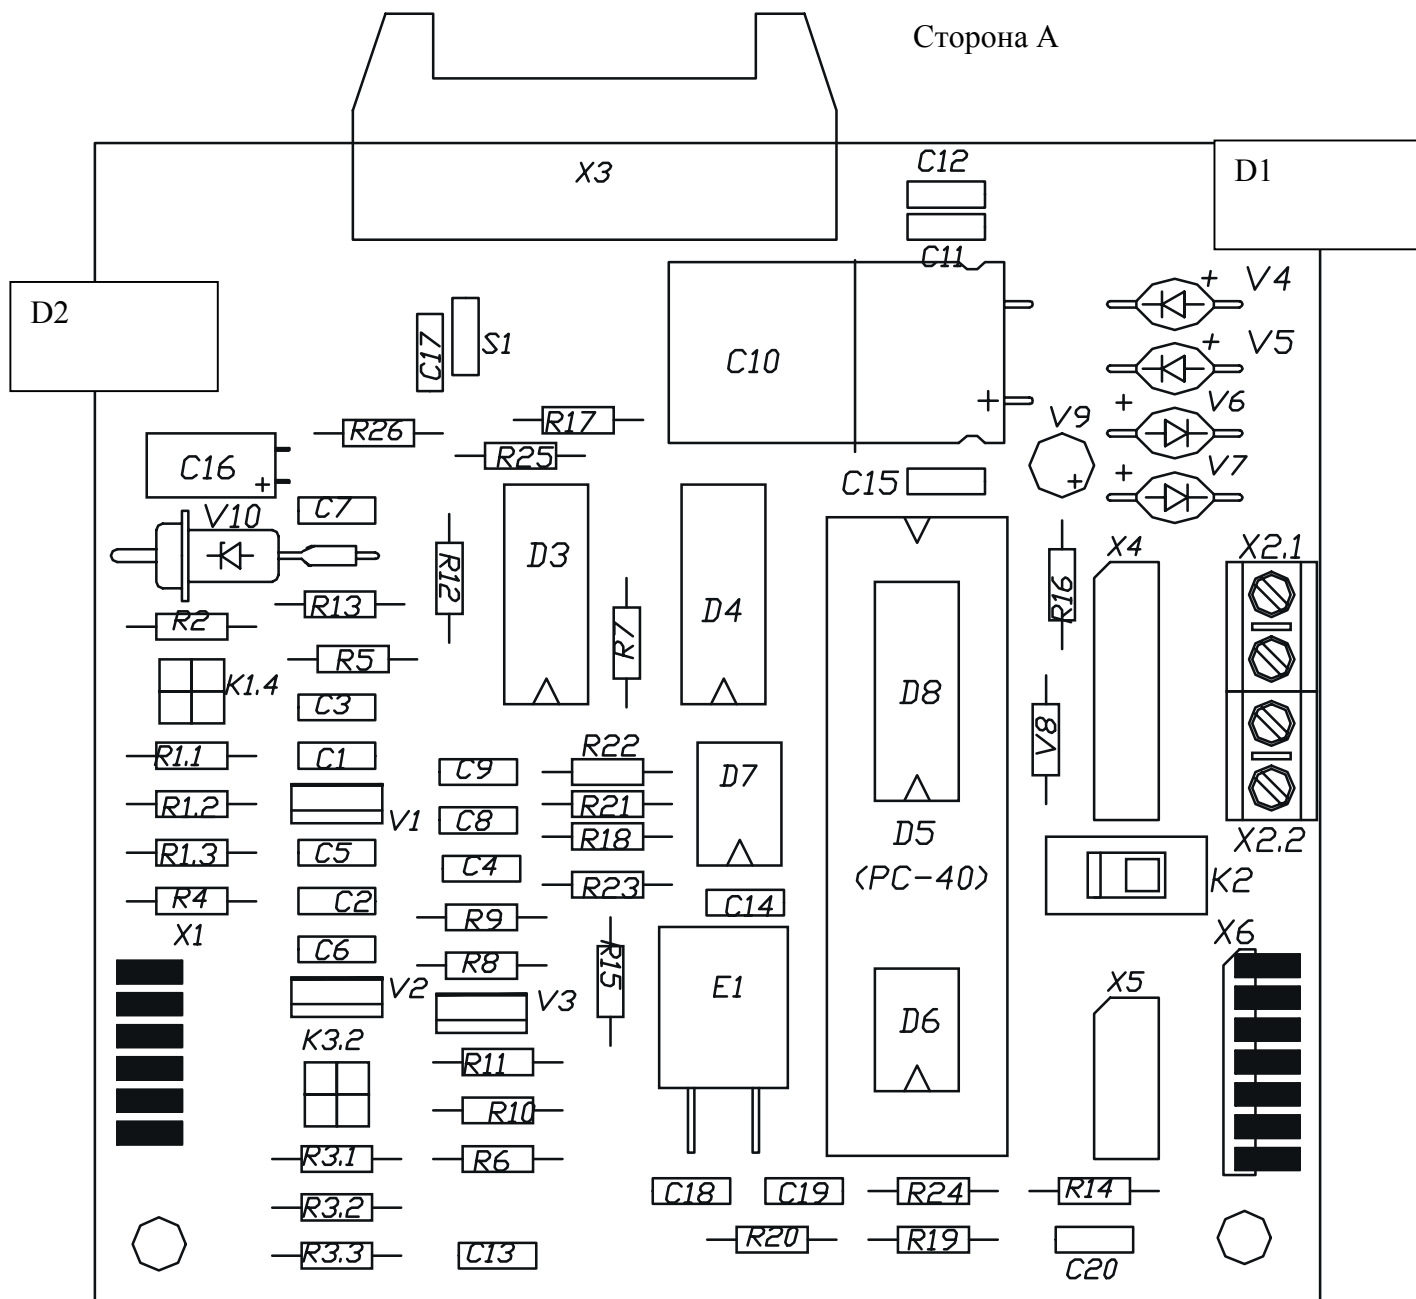 Сторона А
X3
C12
D1
C11
V4
D2
S1
C17
C10
V5
+
+
+
+
+
+
+
V6
V9
V7
R26
R17
R25
C16
C15
C7
V10
D3
R12
X4
X2.1
R13
R16
D4
R2
R7
R5
K1.4
D8
C3
V8
R1.1
C1
C9
R22
D7
R1.2
R21
V1
C8
R18
D5
X2.2
R1.3
C5
C4
(PC-40)
R23
K2
R4
C2
C14
X1
R9
X6
C6
R8
R15
V2
V3
E1
X5
D6
K3.2
R11
R10
R3.1
R6
C18
C19
R24
R14
R3.2
R20
R19
R3.3
C13
C20